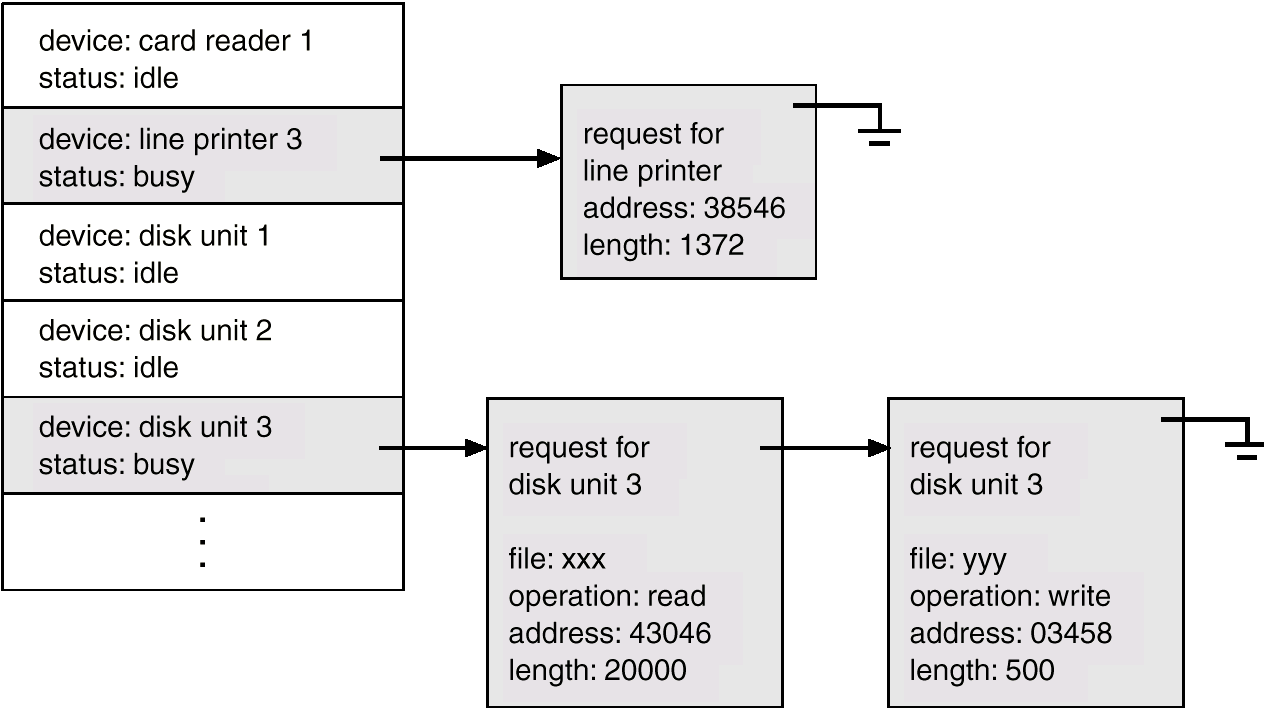 device: card reader 1
status: idle
device: line printer 3
status: busy
device: disk unit 1
status: idle
device: disk unit 2
status: idle
device: disk unit 3
status: busy
request for
line printer
address: 38546
length: 1372
request for
disk unit 3
file: xxx
operation: read
address: 43046
length: 20000
request for
disk unit 3
file: yyy
operation: write
address: 03458
length: 500